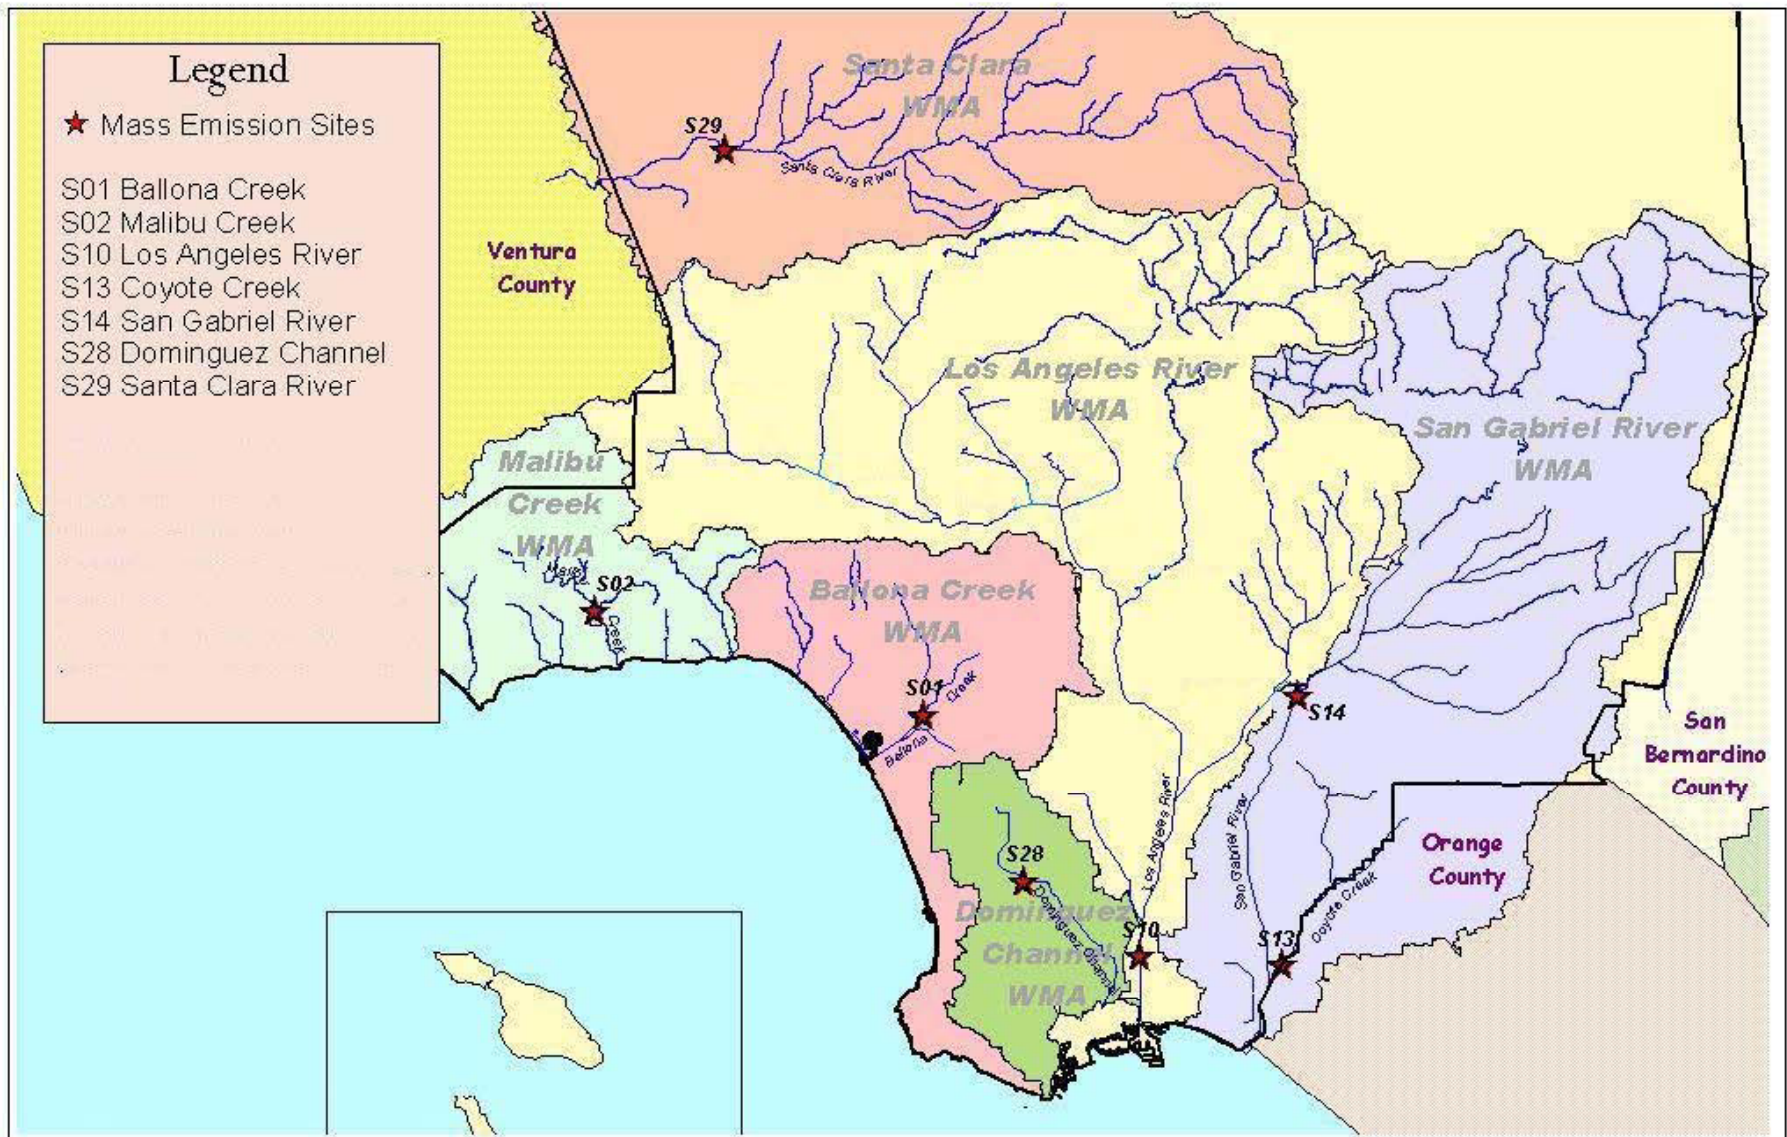 Legend
Mass Emission Sites
S01 Ballona Creek
S02 Malibu Creek
S10 Los Angeles River
S13 Coyote Creek
S14 San Gabriel River
S28 Dominguez Channel
S29 Santa Clara River
Santa Clara
WMA
S29
Santa Clara River
Ventura
County
Los Angeles River
WMA
San Gabriel River
WMA
Malibu
Creek
WMA
S02
Creek
Ballona Creek
WMA
S01
Creek
Ballona
S14
San
Bernardino
County
Los Angeles River
San Gabriel River
Orange
County
S28
Dominguez
Channel
WMA
Dominguez Channel
S10
S13
Coyote Creek